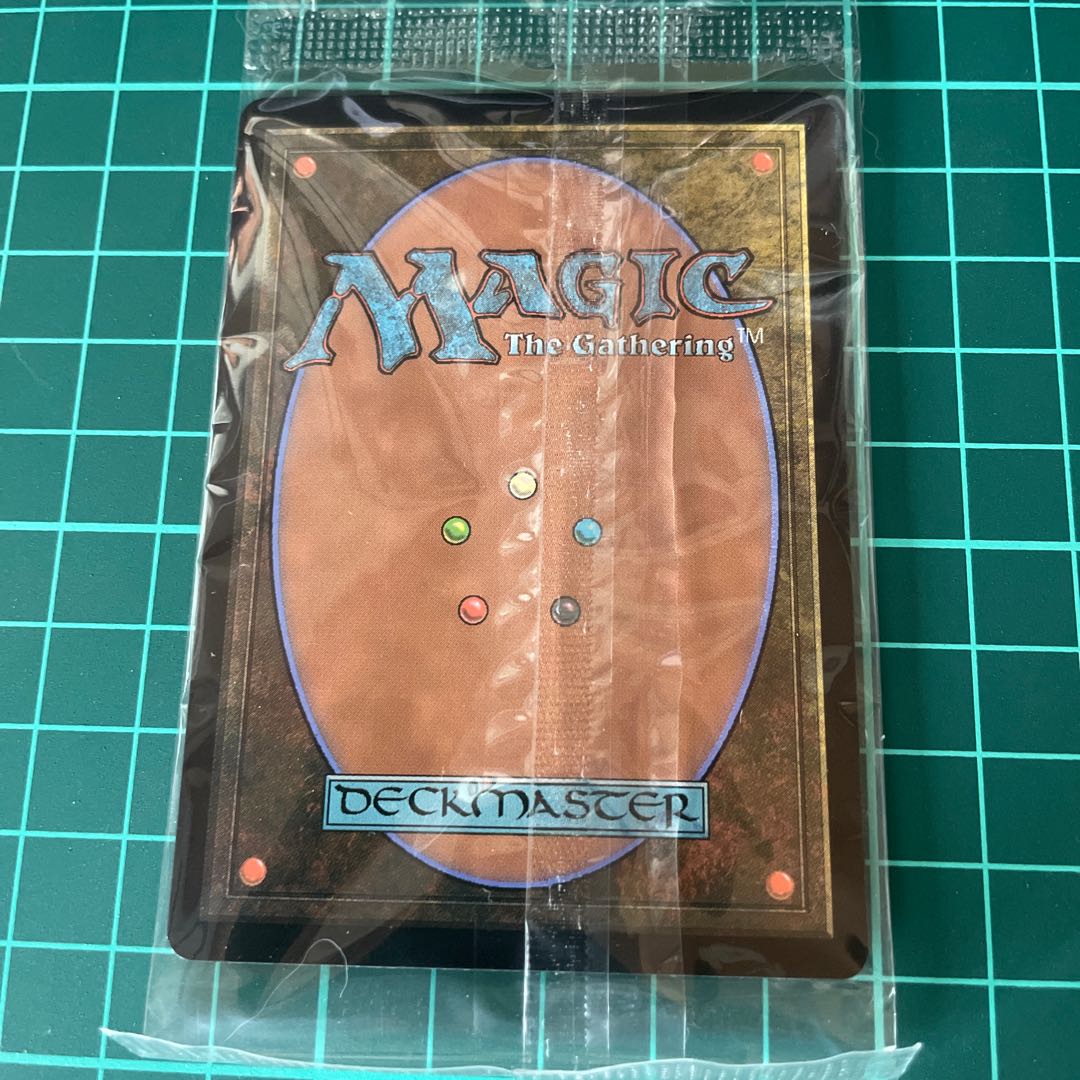 MAGIC
The Gathering™
DECKMASTER